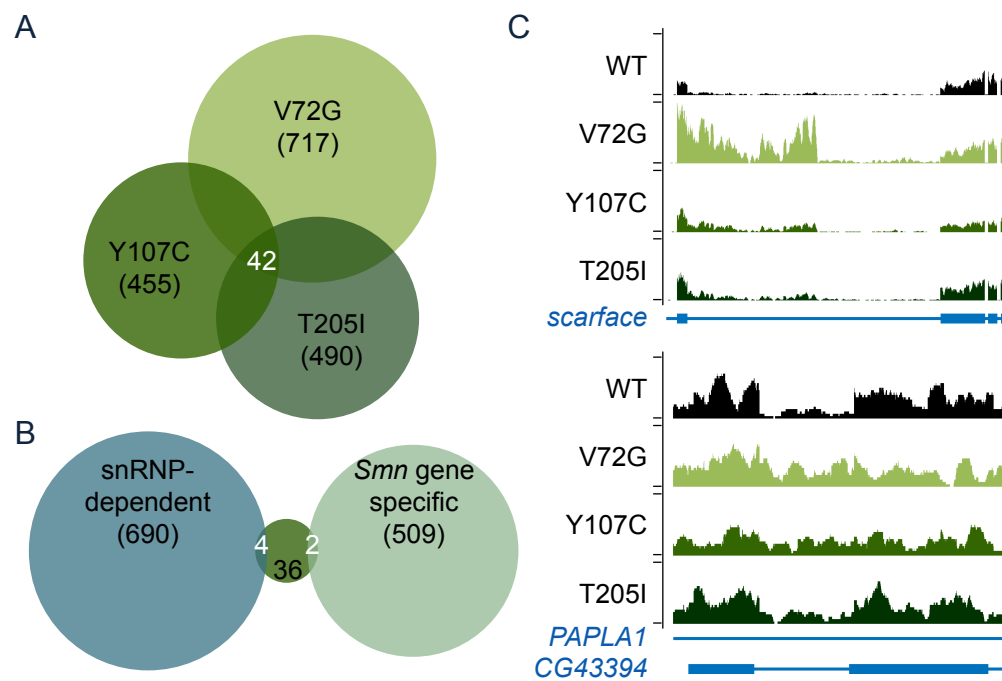 A
V72G
(717)
Y107C
(455)
42
T205I
(490)
B
snRNP-
dependent
(690)
4
36
2
Smn gene
specific
(509)
C
WT
V72G
Y107C
T205I
scarface
WT
V72G
Y107C
T205I
PAPLA1
CG43394